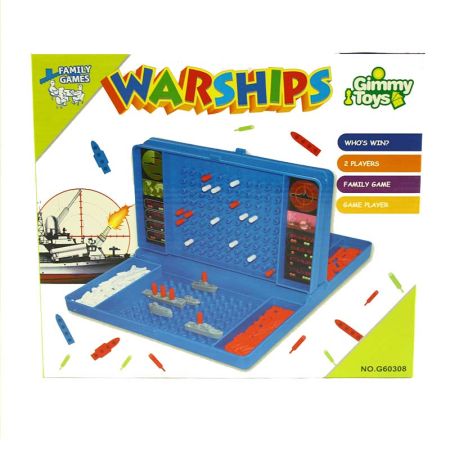 FAMILY
GAMES
WARSHIPS
Gimmy
Toys
WHO'S WIN?
2 PLAYERS
FAMILY GAME
GAME PLAYER
NO.G60308